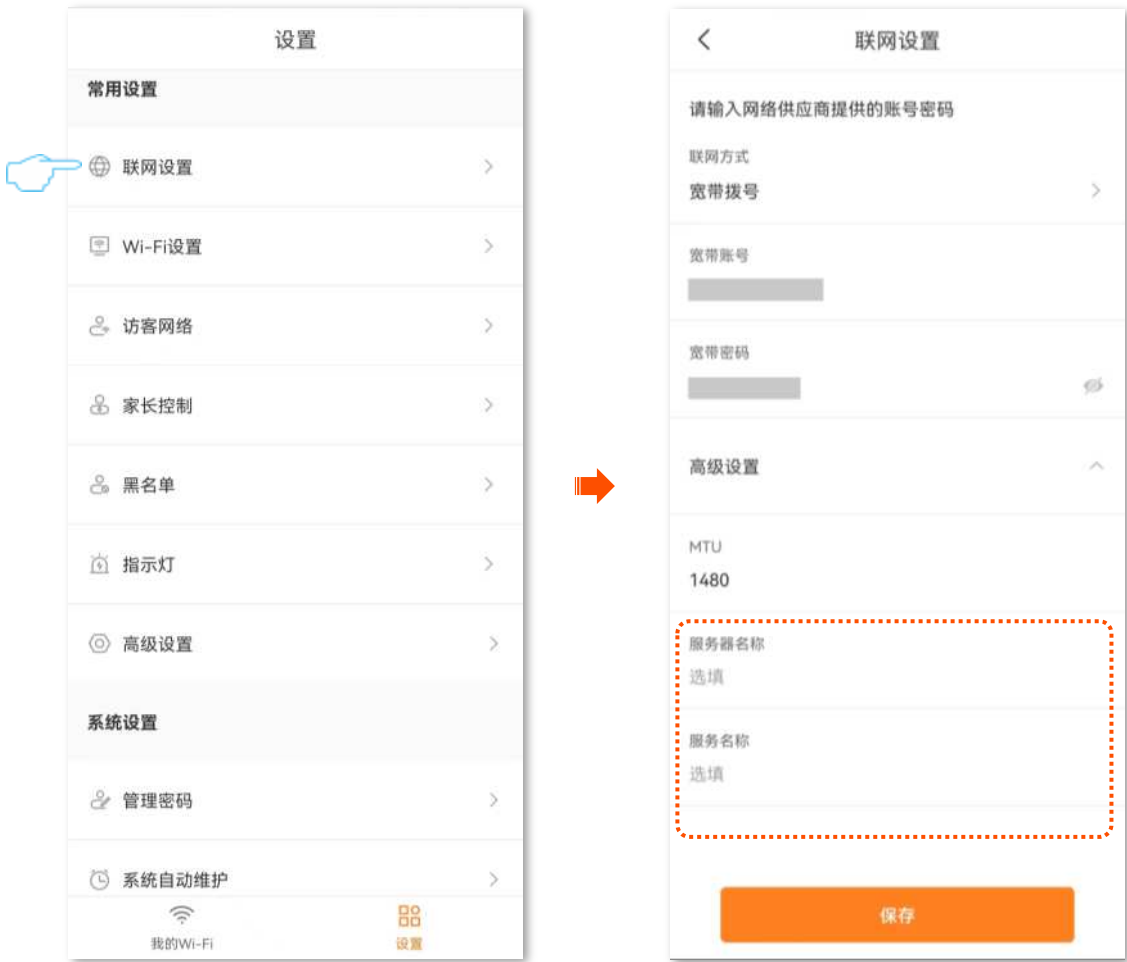 设置
常用设置
联网设置
Wi-Fi设置
访客网络
家长控制
黑名单
指示灯
高级设置
系统设置
管理密码
系统自动维护
我的Wi-Fi
设置
联网设置
请输入网络供应商提供的账号密码
联网方式
宽带拨号
宽带账号
宽带密码
高级设置
MTU
1480
服务器名称
选填
服务名称
选填
保存